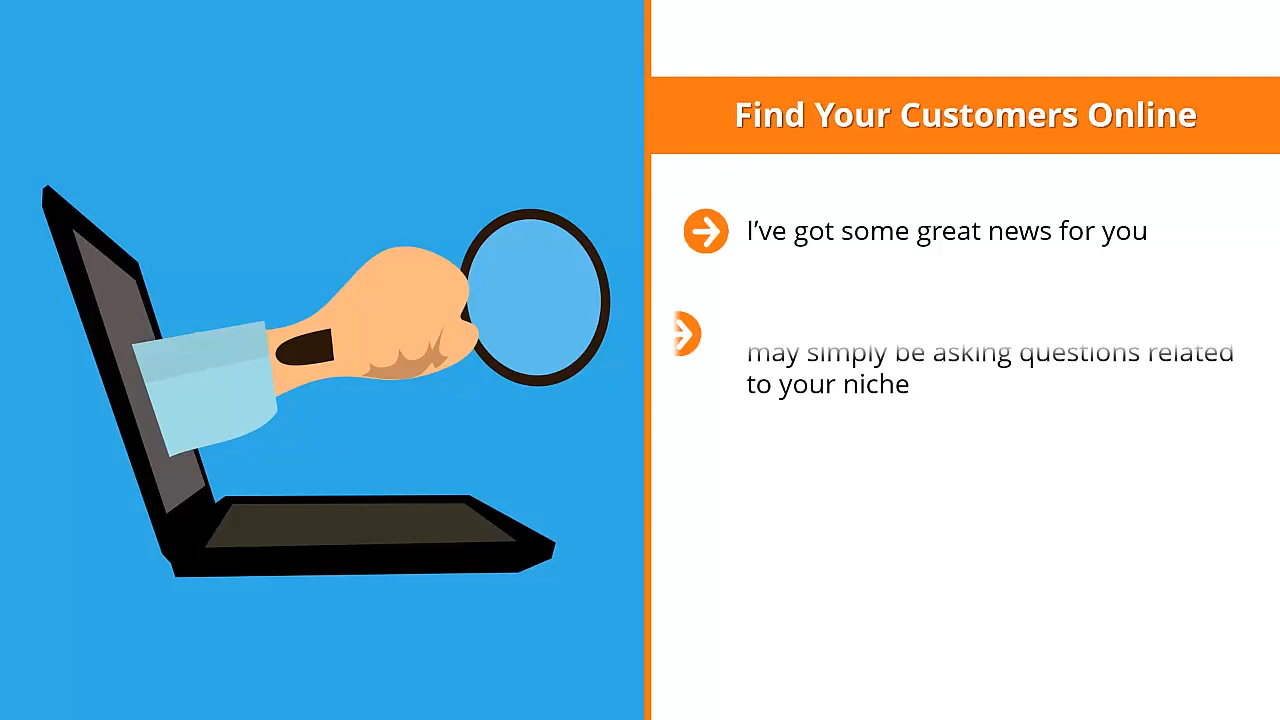 Find Your Customers Online
I’ve got some great news for you
may simply be asking questions related
to your niche